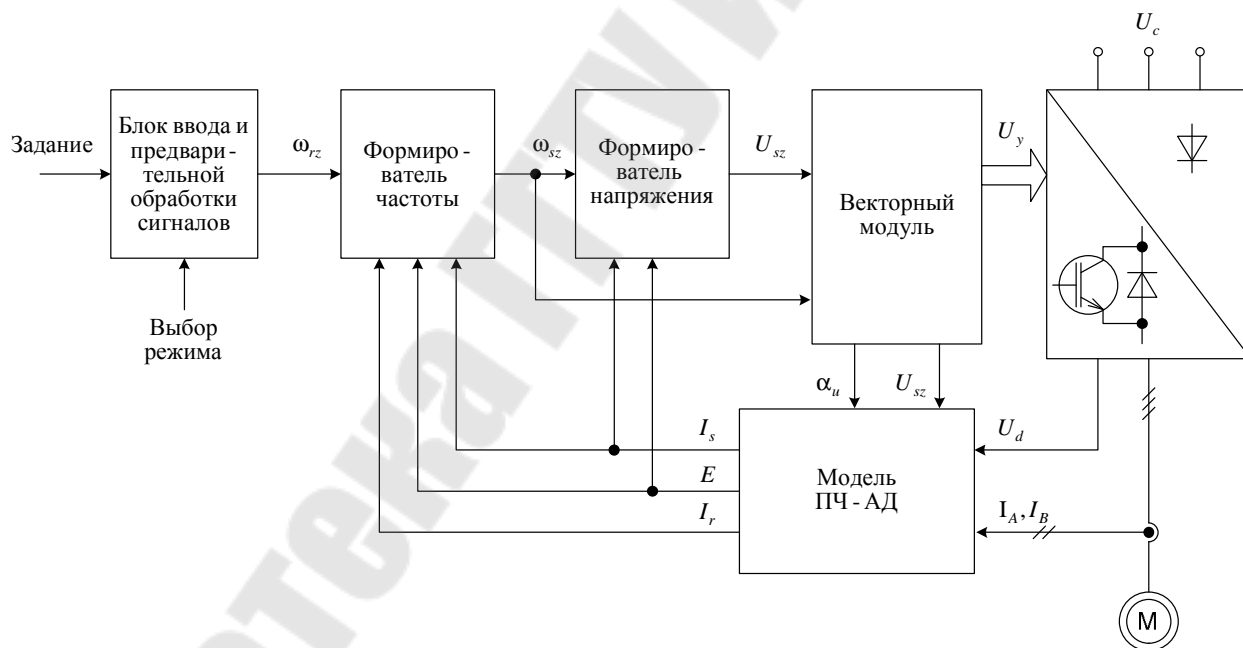 U_c
Задание
Блок ввода и
предвари -
тельной
обработки
сигналов
ω_rz
Формиро -
ватель
частоты
ω_sz
Формиро -
ватель
напряжения
U_sz
Векторный
модуль
U_y
Выбор
режима
α_u
U_sz
I_s
E
I_r
Модель
ПЧ - АД
U_d
I_A, I_B
М